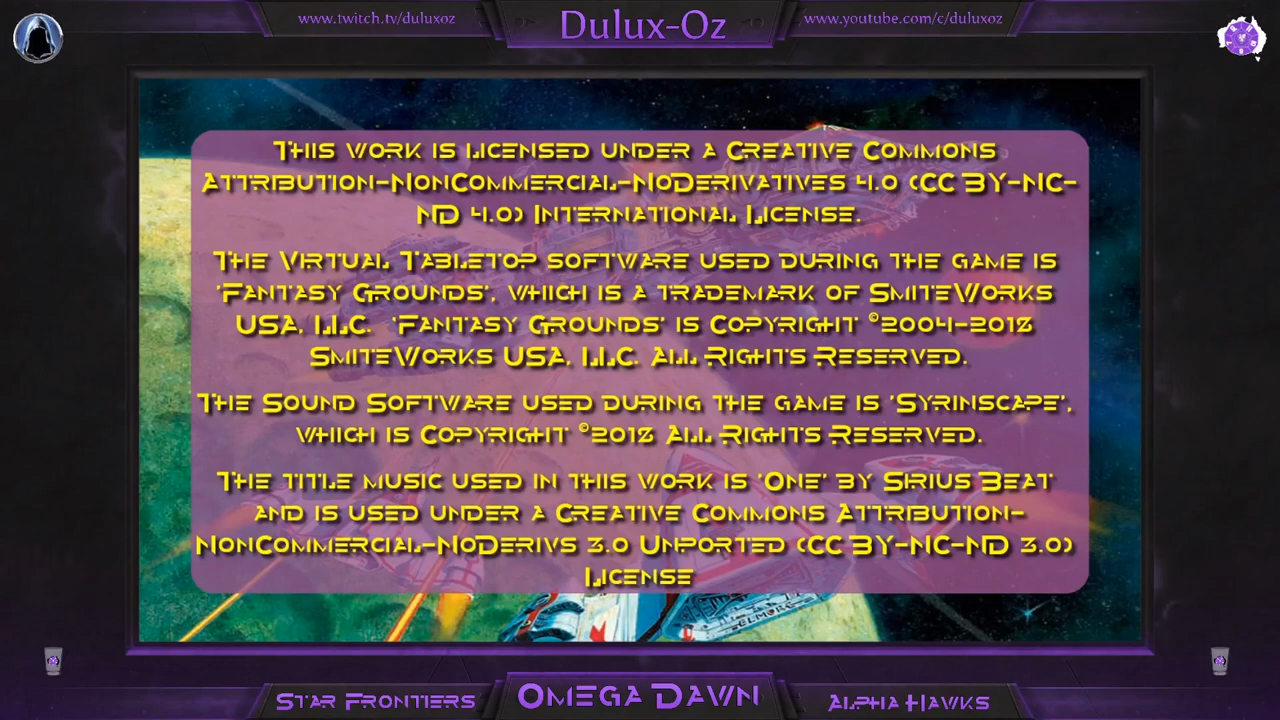 www.twitch.tv/duluxoz
Dulux-Oz
www.youtube.com/c/duluxoz
This work is licensed under a Creative Commons
Attribution-NonCommercial-NoDerivatives 4.0 (CC BY-NC-
ND 4.0) International License.
The Virtual Tabletop software used during the game is
'Fantasy Grounds', which is a trademark of SmiteWorks
USA, LLC. 'Fantasy Grounds' is Copyright ©2004-2018
SmiteWorks USA, LLC. All Rights Reserved.
The Sound Software used during the game is 'Syrinscape',
which is Copyright ©2018 All Rights Reserved.
The title music used in this work is 'One' by Sirius Beat
and is used under a Creative Commons Attribution-
NonCommercial-NoDerivs 3.0 Unported (CC BY-NC-ND 3.0)
License
ELMORE
Star Frontiers
Omega Dawn
Alpha Hawks